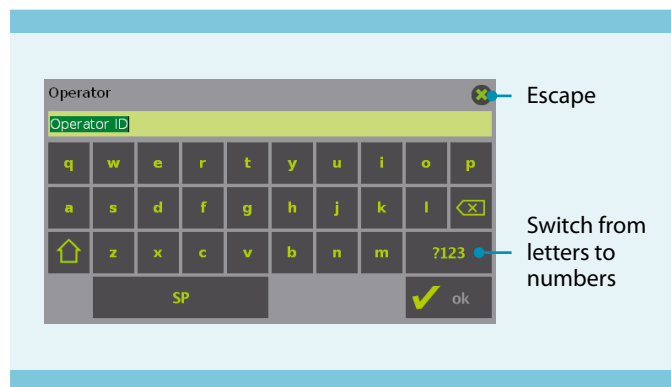 Operator
Escape
Operator ID
q w e r t y u i o p
a s d f g h j k l
z x c v b n m ?123
Switch from
letters to
numbers
SP ok